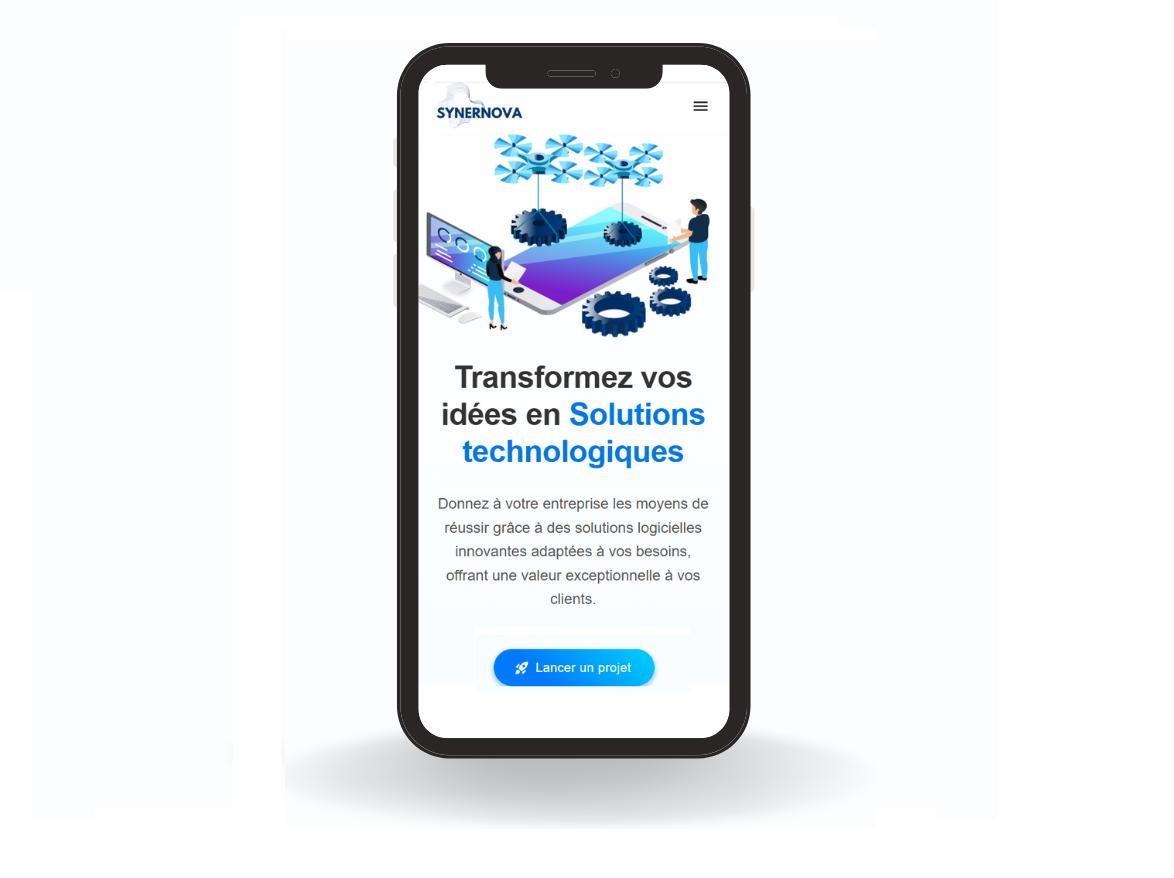 SYNERNOVA
Transformez vos
idées en Solutions
technologiques
Donnez à votre entreprise les moyens de
réussir grâce à des solutions logicielles
innovantes adaptées à vos besoins,
offrant une valeur exceptionnelle à vos
clients.
Lancer un projet